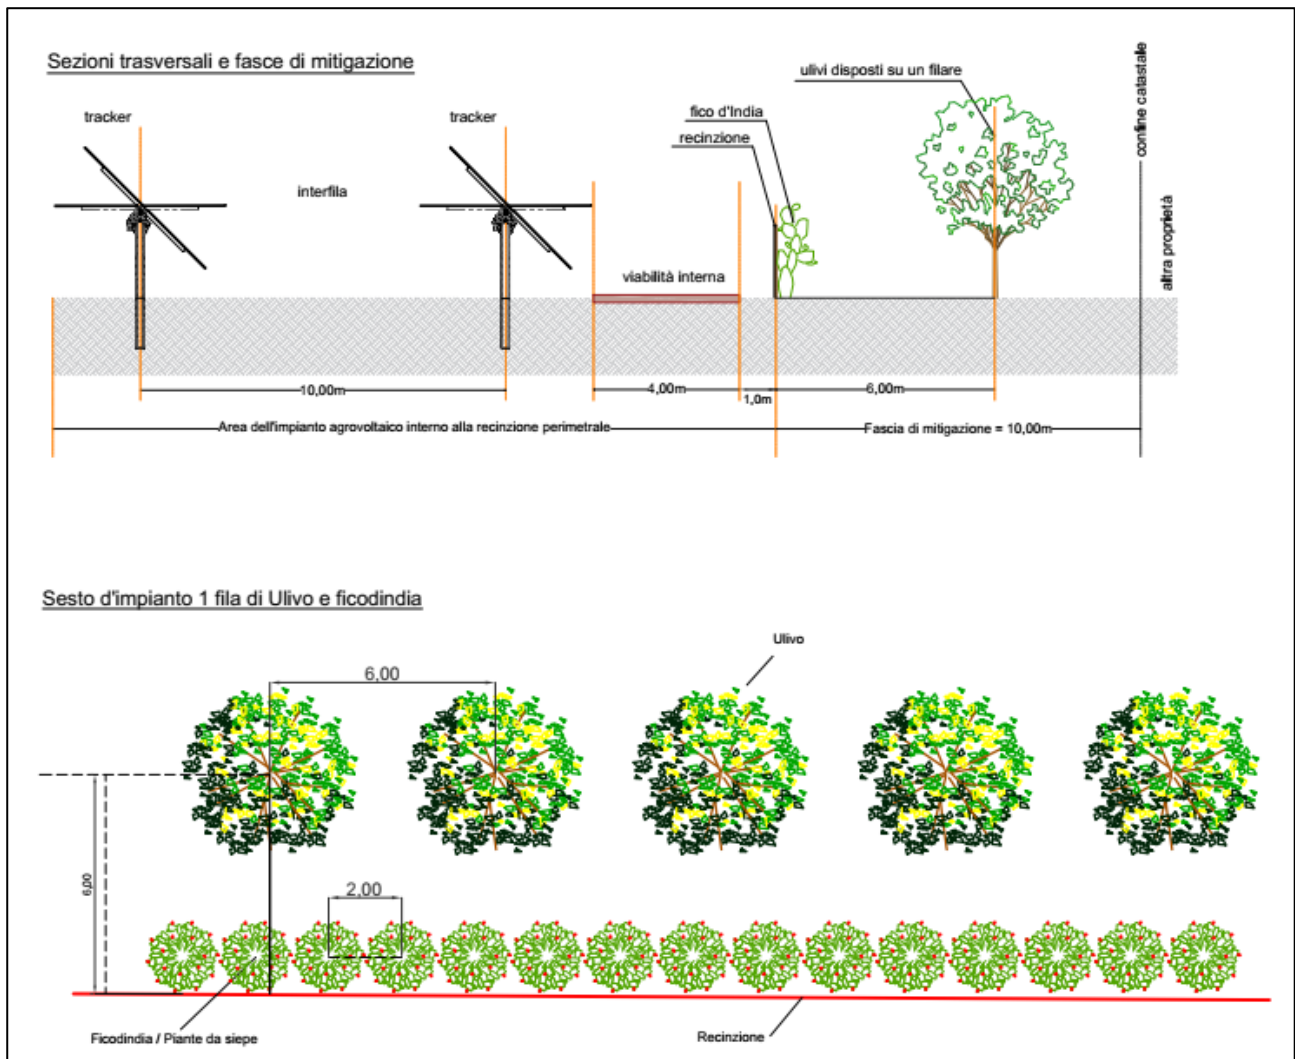 Sezioni trasversali e fasce di mitigazione
ulivi disposti su un filare
confine catastale
tracker
tracker
fico d'India
recinzione
interfila
altra proprietà
viabilità interna
10,00m
4,00m
1,0m
6,00m
Area dell'impianto agrovoltaico interno alla recinzione perimetrale
Fascia di mitigazione = 10,00m
Sesto d'impianto 1 fila di Ulivo e ficodindia
Ulivo
6,00
6,00
2,00
Ficodindia / Piante da siepe
Recinzione